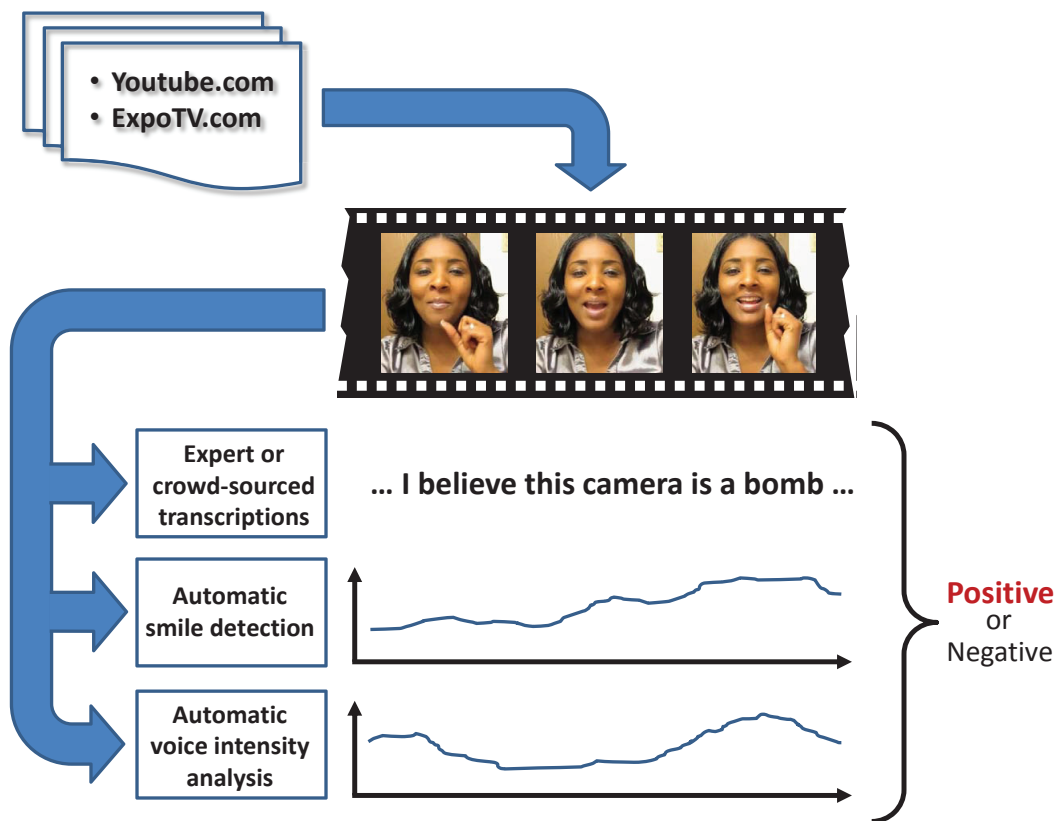 • Youtube.com
• ExpoTV.com
Expert or
crowd-sourced
transcriptions
... I believe this camera is a bomb ...
Automatic
smile detection
Positive
or
Negative
Automatic
voice intensity
analysis